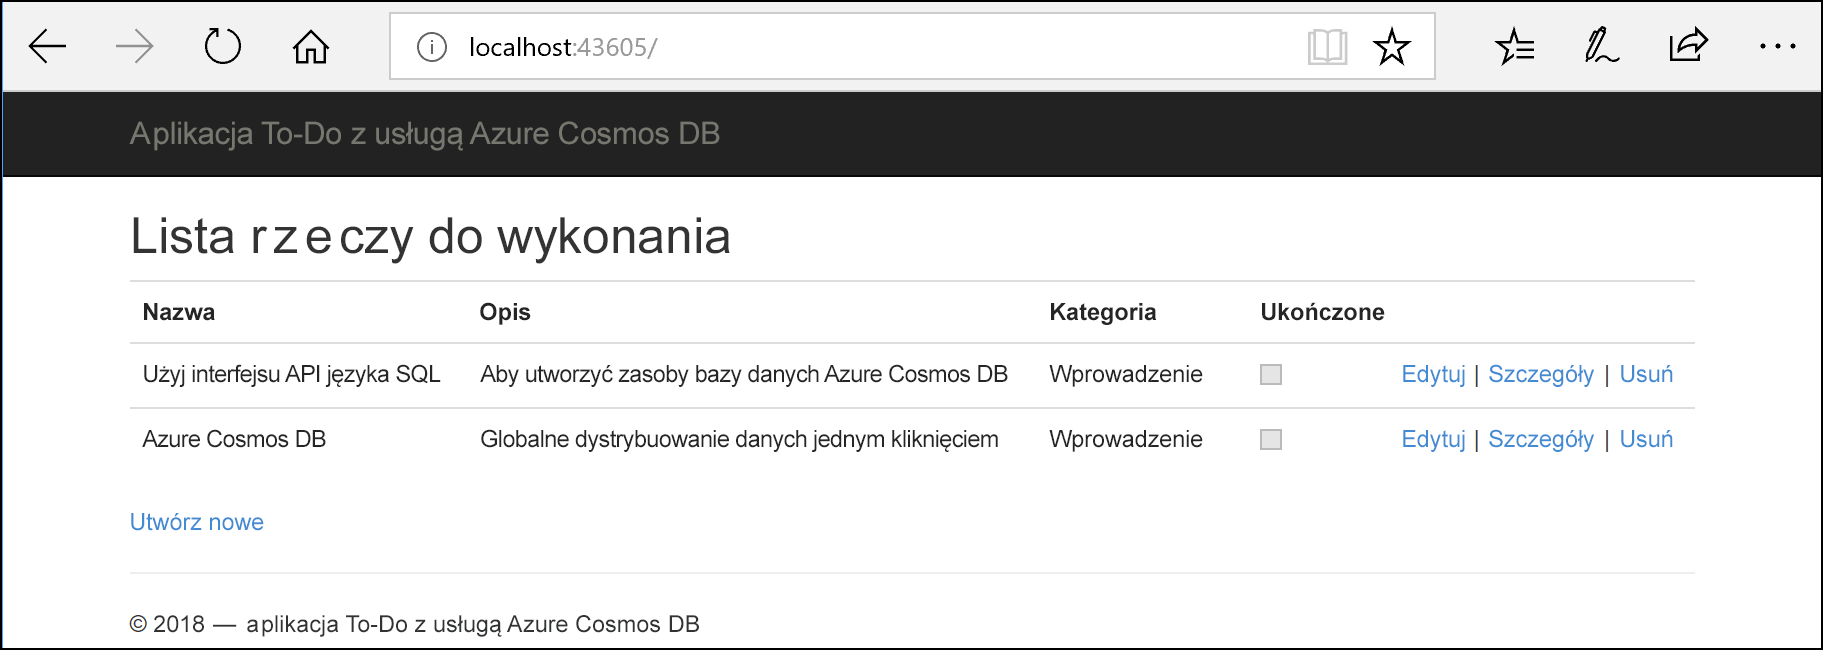 localhost:43605/
Aplikacja To-Do z usługą Azure Cosmos DB
Lista rzeczy do wykonania
Nazwa Opis Kategoria Ukończone
Użyj interfejsu API języka SQL Aby utworzyć zasoby bazy danych Azure Cosmos DB Wprowadzenie Edytuj | Szczegóły | Usuń
Azure Cosmos DB Globalne dystrybuowanie danych jednym kliknięciem Wprowadzenie Edytuj | Szczegóły | Usuń
Utwórz nowe
© 2018 — aplikacja To-Do z usługą Azure Cosmos DB